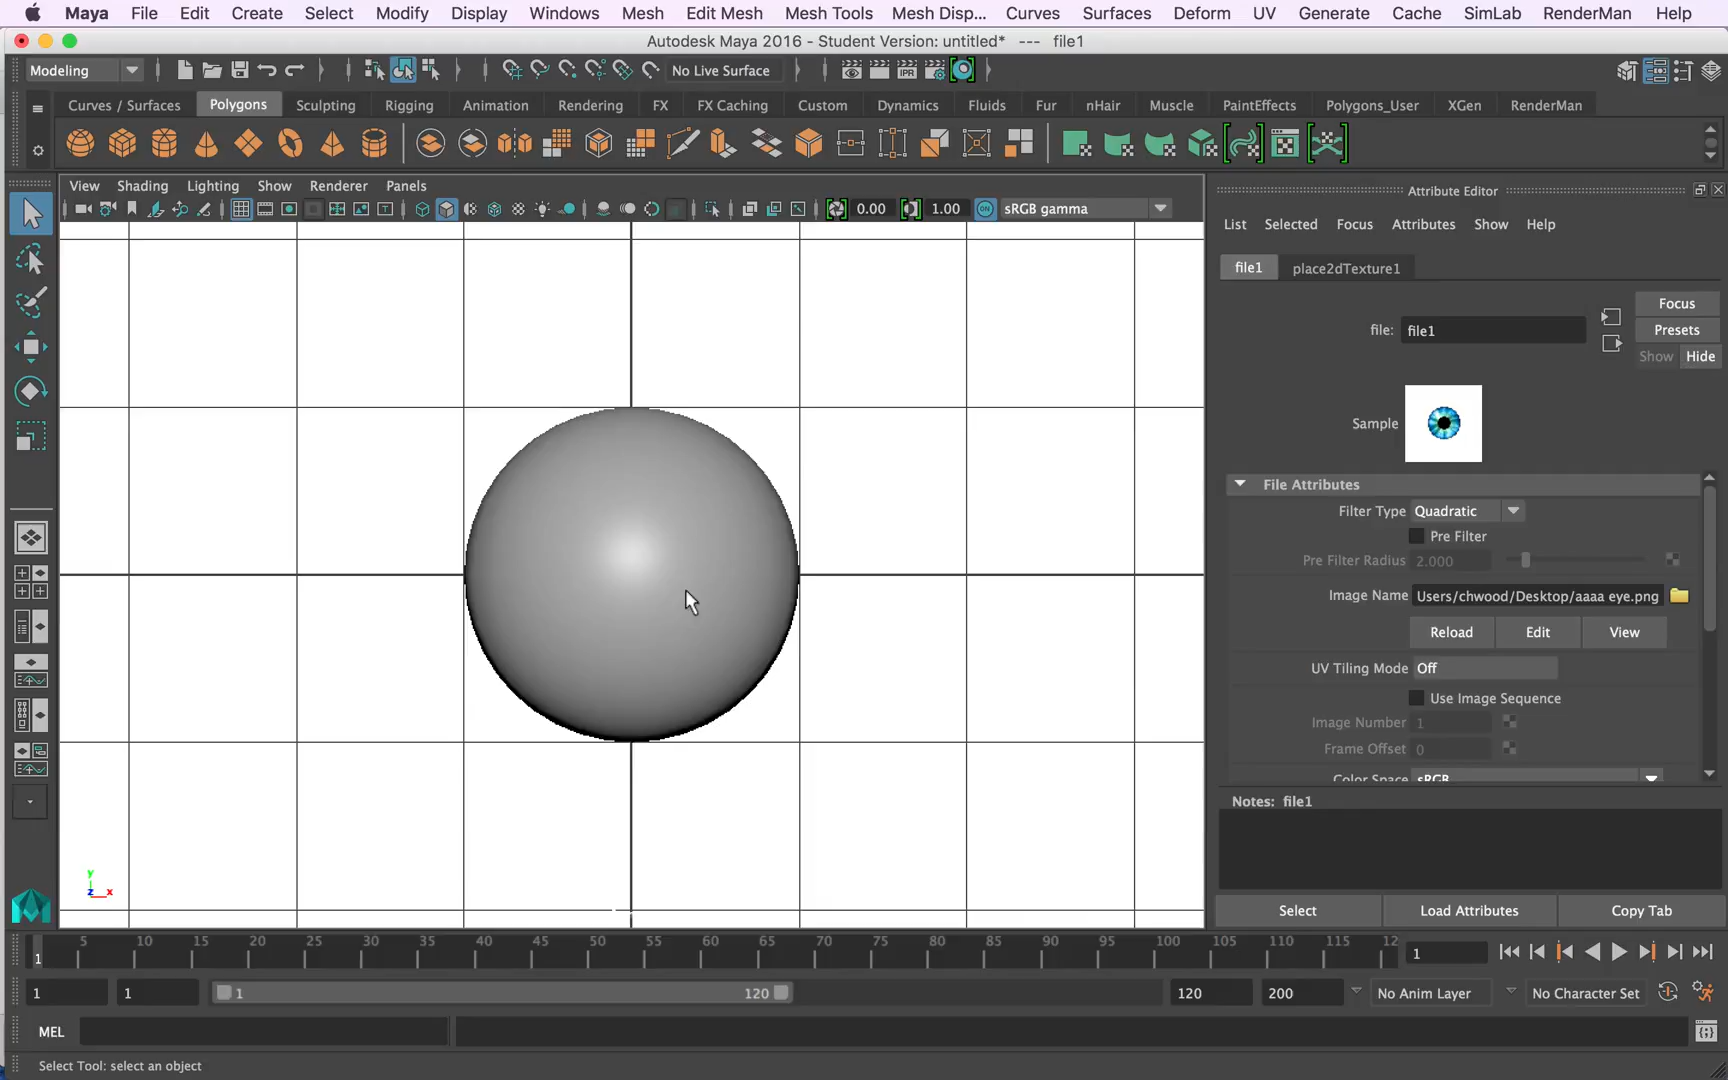 Maya File Edit Create Select Modify Display Windows Mesh Edit Mesh Mesh Tools Mesh Disp... Curves Surfaces Deform UV Generate Cache SimLab RenderMan Help
Autodesk Maya 2016 - Student Version: untitled* --- file1
Modeling No Live Surface IPR
Curves / Surfaces Polygons Sculpting Rigging Animation Rendering FX FX Caching Custom Dynamics Fluids Fur nHair Muscle PaintEffects Polygons_User XGen RenderMan
View Shading Lighting Show Renderer Panels
0.00 1.00 ON sRGB gamma
Attribute Editor
List Selected Focus Attributes Show Help
file1 place2dTexture1
Focus
file: file1
Presets
Show Hide
Sample
File Attributes
Filter Type Quadratic
Pre Filter
Pre Filter Radius 2.000
Image Name Users/chwood/Desktop/aaaa eye.png
Reload Edit View
UV Tiling Mode Off
Use Image Sequence
Image Number 1
Frame Offset 0
Color Space sRGB
Notes: file1
y
z x
Select Load Attributes Copy Tab
5 10 15 20 25 30 35 40 45 50 55 60 65 70 75 80 85 90 95 100 105 110 115 12
1 1
1 1 1 120 120 200 No Anim Layer No Character Set
MEL
Select Tool: select an object